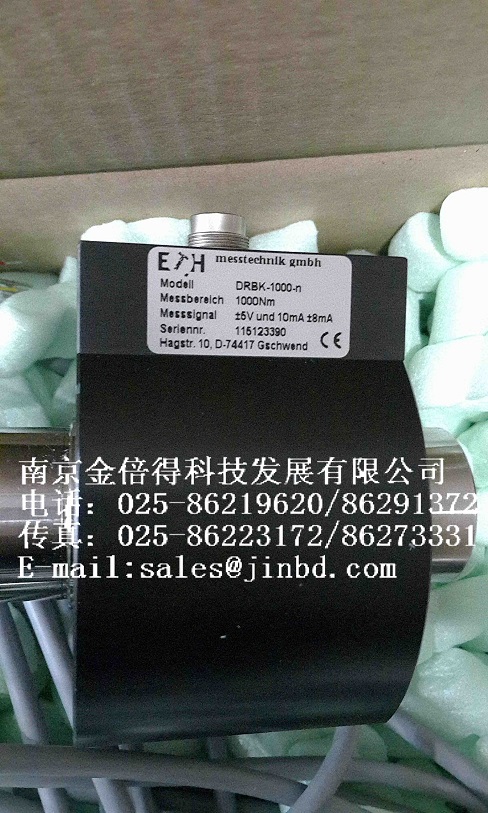 ETH messtechnik gmbh
Modell DRBK-1000-n
Messbereich 1000Nm
Messsignal ±5V und 10mA ±8mA
Seriennr. 115123390
Hagstr. 10, D-74417 Gschwend CE
南京金倍得科技发展有限公司
电话：025-86219620/86291372
传真：025-86223172/86273331
E-mail:sales@jinbd.com